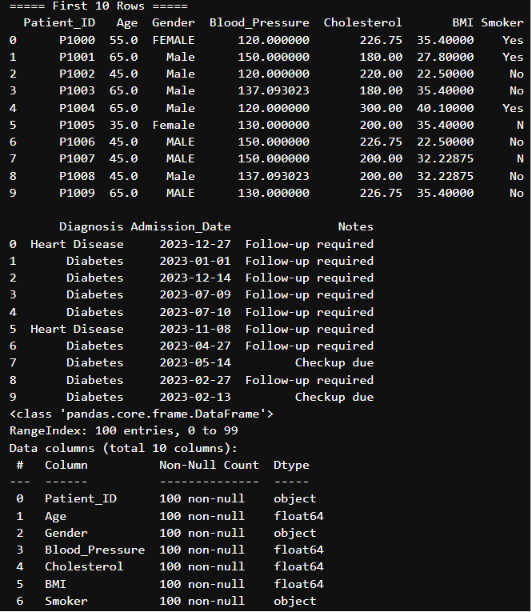 ===== First 10 Rows =====
  Patient_ID   Age  Gender  Blood_Pressure  Cholesterol       BMI Smoker
0      P1000  55.0  FEMALE      120.000000       226.75  35.40000    Yes
1      P1001  65.0    Male      150.000000       180.00  27.80000    Yes
2      P1002  45.0    Male      120.000000       220.00  22.50000     No
3      P1003  65.0    Male      137.093023       180.00  35.40000     No
4      P1004  65.0    Male      120.000000       300.00  40.10000    Yes
5      P1005  35.0  Female      130.000000       200.00  35.40000      N
6      P1006  45.0    MALE      150.000000       226.75  22.50000     No
7      P1007  45.0    MALE      150.000000       200.00  32.22875      N
8      P1008  45.0    Male      137.093023       200.00  32.22875     No
9      P1009  65.0    MALE      130.000000       226.75  35.40000     No
       Diagnosis Admission_Date               Notes
0  Heart Disease     2023-12-27  Follow-up required
1       Diabetes     2023-01-01  Follow-up required
2       Diabetes     2023-12-14  Follow-up required
3       Diabetes     2023-07-09  Follow-up required
4       Diabetes     2023-07-10  Follow-up required
5  Heart Disease     2023-11-08  Follow-up required
6       Diabetes     2023-04-27  Follow-up required
7       Diabetes     2023-05-14         Checkup due
8       Diabetes     2023-02-27  Follow-up required
9       Diabetes     2023-02-13         Checkup due
<class 'pandas.core.frame.DataFrame'>
RangeIndex: 100 entries, 0 to 99
Data columns (total 10 columns):
 #   Column          Non-Null Count  Dtype
---  ------          --------------  -----
 0   Patient_ID      100 non-null    object
 1   Age             100 non-null    float64
 2   Gender          100 non-null    object
 3   Blood_Pressure  100 non-null    float64
 4   Cholesterol     100 non-null    float64
 5   BMI             100 non-null    float64
 6   Smoker          100 non-null    object